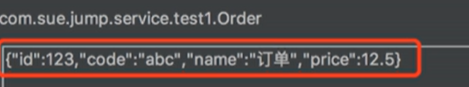 com.sue.jump.service.test1.Order
{"id":123,"code":"abc","name":"订单","price":12.5}